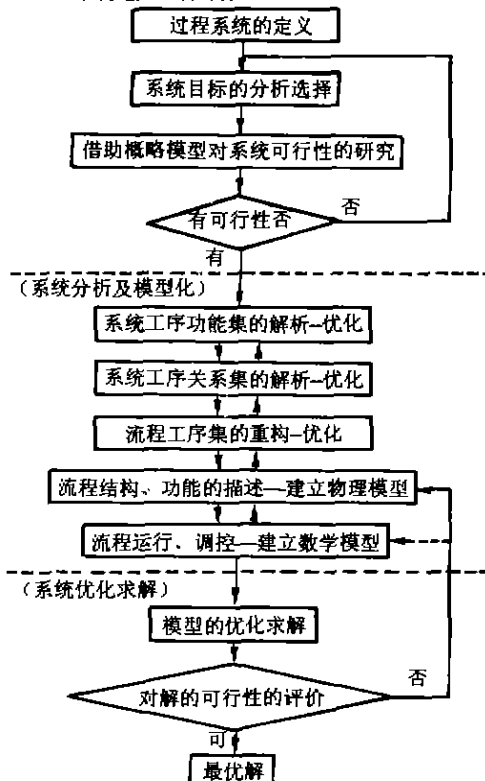 过程系统的定义
系统目标的分析选择
借助概略模型对系统可行性的研究
有可行性否
否
有
（系统分析及模型化）
系统工序功能集的解析—优化
系统工序关系集的解析—优化
流程工序集的重构—优化
流程结构、功能的描述—建立物理模型
流程运行、调控—建立数学模型
（系统优化求解）
模型的优化求解
否
对解的可行性的评价
可
最优解